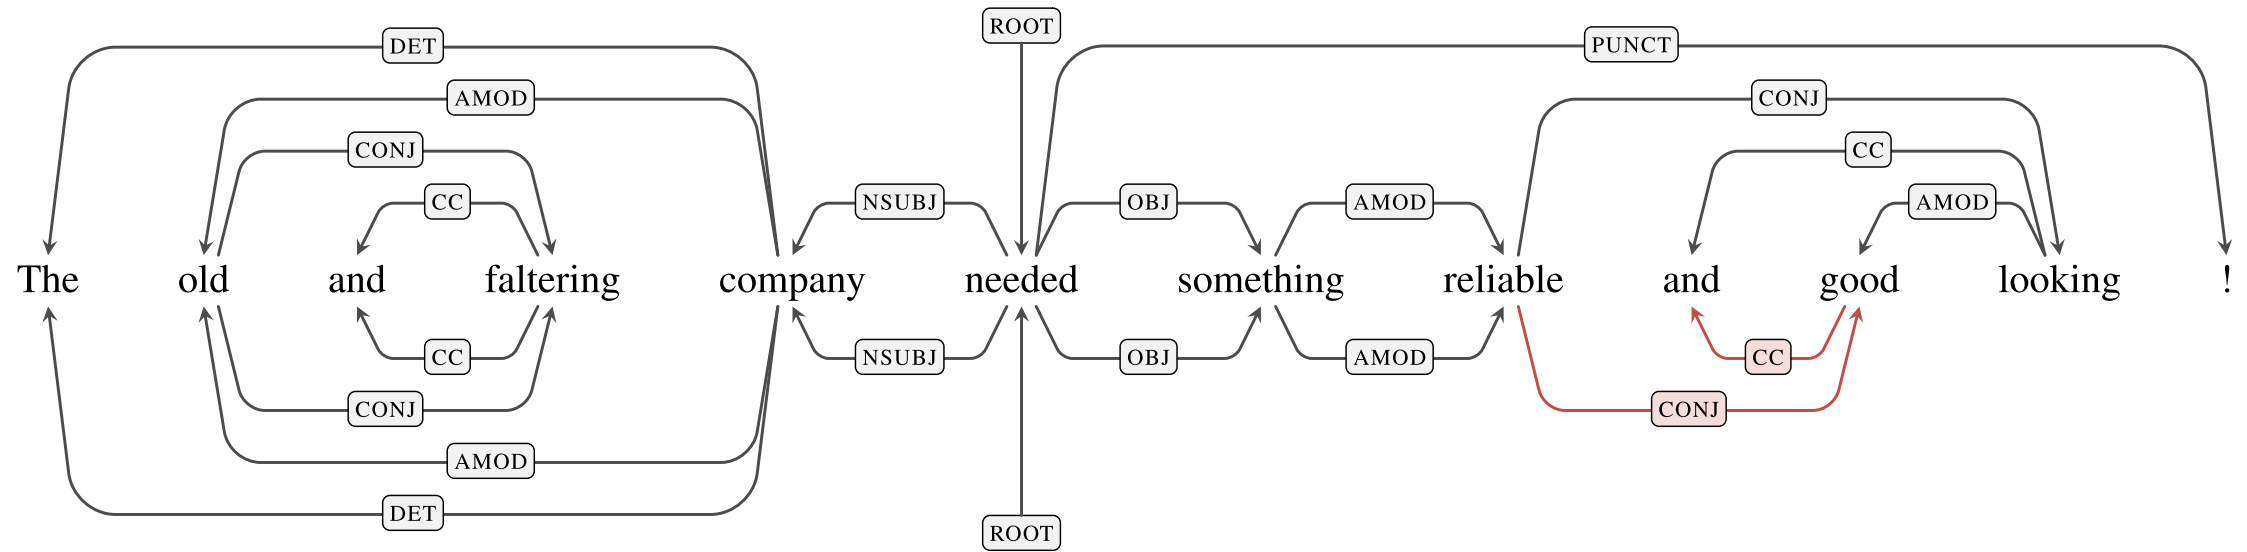 ROOT
DET PUNCT
AMOD CONJ
CONJ CC
CC NSUBJ OBJ AMOD AMOD
The old and faltering company needed something reliable and good looking !
CC NSUBJ OBJ AMOD CC
CONJ CONJ
AMOD
DET
ROOT